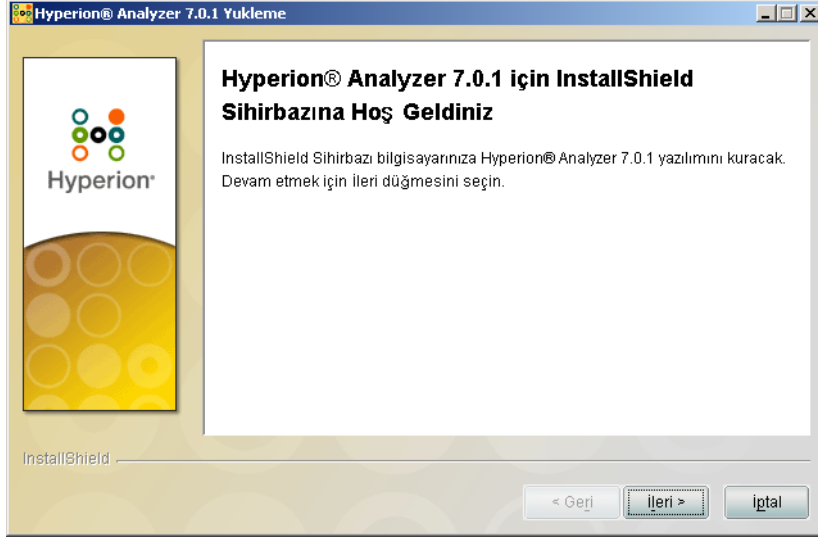 Hyperion® Analyzer 7.0.1 Yukleme
Hyperion® Analyzer 7.0.1 için InstallShield
Sihirbazına Hoş Geldiniz
InstallShield Sihirbazı bilgisayarınıza Hyperion® Analyzer 7.0.1 yazılımını kuracak.
Devam etmek için İleri düğmesini seçin.
Hyperion
InstallShield
< Geri
İleri >
İptal